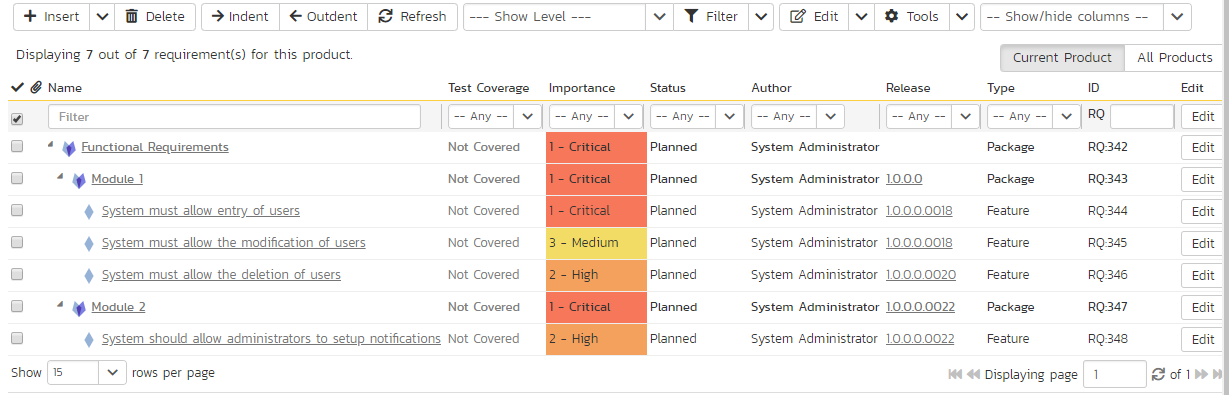 Insert Delete Indent Outdent Refresh --- Show Level --- Filter Edit Tools -- Show/hide columns --
Displaying 7 out of 7 requirement(s) for this product.
Current Product All Products
Name Test Coverage Importance Status Author Release Type ID Edit
Filter -- Any -- -- Any -- -- Any -- -- Any -- -- Any -- -- Any -- RQ Edit
Functional Requirements Not Covered 1 - Critical Planned System Administrator Package RQ:342 Edit
Module 1 Not Covered 1 - Critical Planned System Administrator 1.0.0.0 Package RQ:343 Edit
System must allow entry of users Not Covered 1 - Critical Planned System Administrator 1.0.0.0.0018 Feature RQ:344 Edit
System must allow the modification of users Not Covered 3 - Medium Planned System Administrator 1.0.0.0.0018 Feature RQ:345 Edit
System must allow the deletion of users Not Covered 2 - High Planned System Administrator 1.0.0.0.0020 Feature RQ:346 Edit
Module 2 Not Covered 1 - Critical Planned System Administrator 1.0.0.0.0022 Package RQ:347 Edit
System should allow administrators to setup notifications Not Covered 2 - High Planned System Administrator 1.0.0.0.0022 Feature RQ:348 Edit
Show 15 rows per page Displaying page 1 of 1